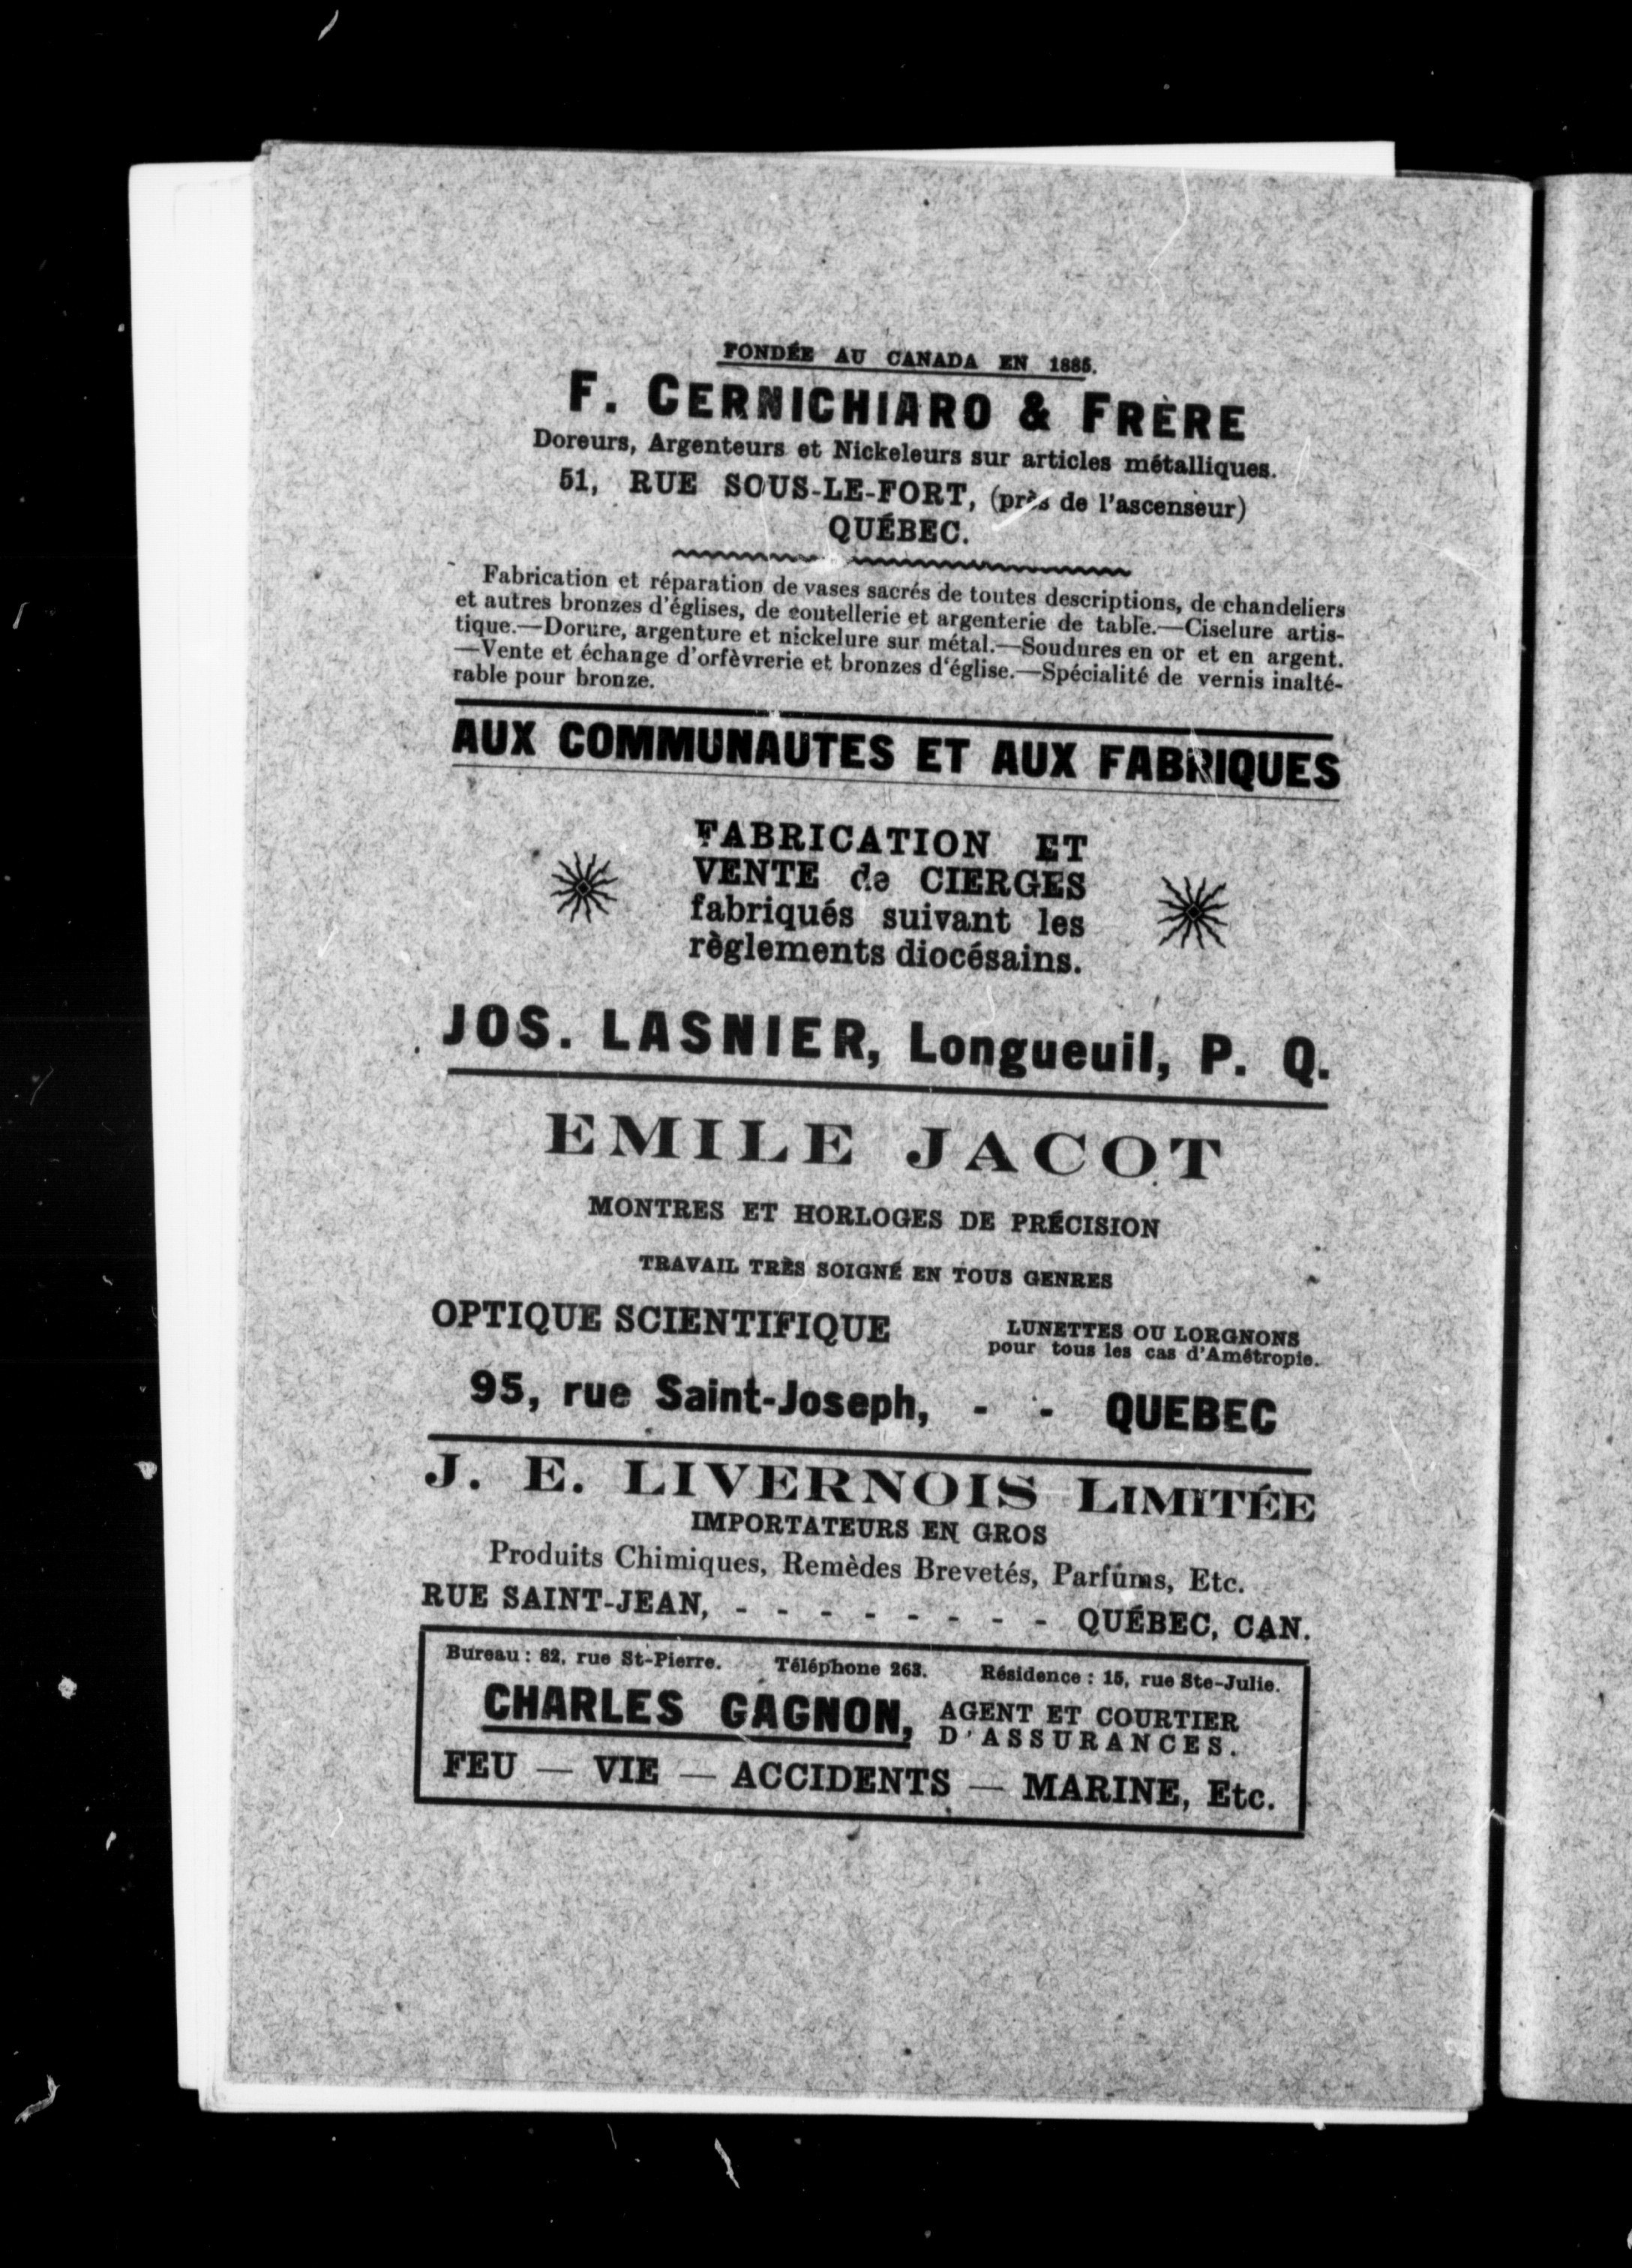 FONDÉE AU CANADA EN 1885.
F. CERNICHIARO & FRÈRE
Doreurs, Argenteurs et Nickeleurs sur articles métalliques.
51, RUE SOUS-LE-FORT, (près de l'ascenseur)
QUÉBEC.
Fabrication et réparation de vases sacrés de toutes descriptions, de chandeliers
et autres bronzes d'églises, de coutellerie et argenterie de table.—Ciselure artis-
tique.—Dorure, argenture et nickelure sur métal.—Soudures en or et en argent.
—Vente et échange d'orfèvrerie et bronzes d'église.—Spécialité de vernis inalté-
rable pour bronze.
AUX COMMUNAUTES ET AUX FABRIQUES
FABRICATION ET
VENTE de CIERGES
fabriqués suivant les
règlements diocésains.
JOS. LASNIER, Longueuil, P. Q.
EMILE JACOT
MONTRES ET HORLOGES DE PRÉCISION
TRAVAIL TRÈS SOIGNÉ EN TOUS GENRES
OPTIQUE SCIENTIFIQUE
LUNETTES OU LORGNONS
pour tous les cas d'Amétropie.
95, rue Saint-Joseph, - - QUEBEC
J. E. LIVERNOIS LIMITÉE
IMPORTATEURS EN GROS
Produits Chimiques, Remèdes Brevetés, Parfums, Etc.
RUE SAINT-JEAN, - - - - - - - - QUÉBEC, CAN.
Bureau : 82, rue St-Pierre. Téléphone 263. Résidence : 15, rue Ste-Julie.
CHARLES GAGNON, AGENT ET COURTIER
D'ASSURANCES.
FEU — VIE — ACCIDENTS — MARINE, Etc.